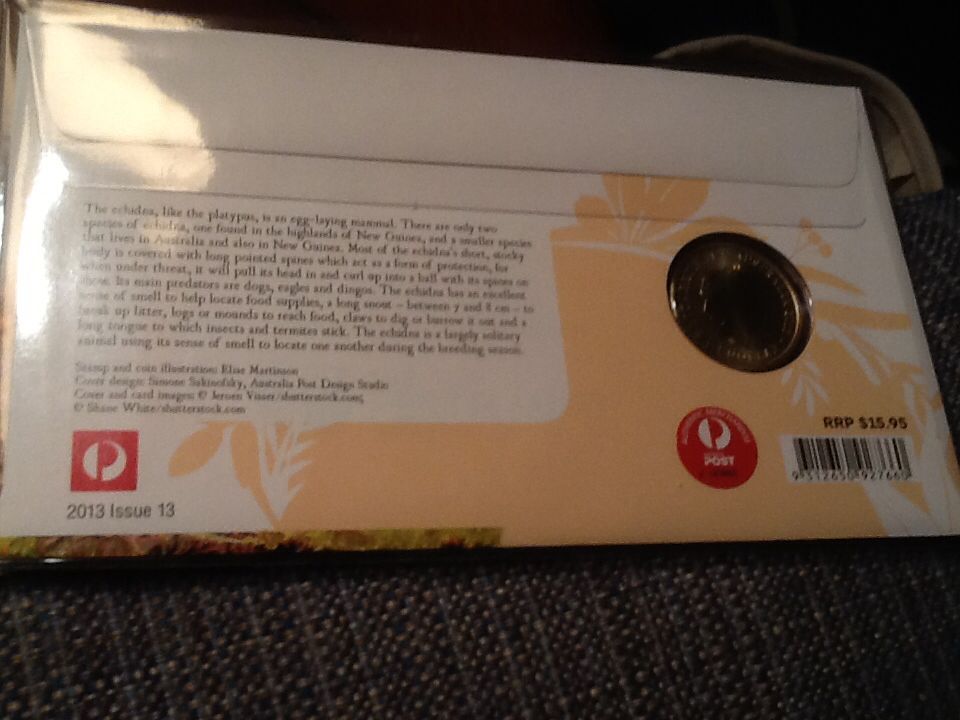 The echidna, like the platypus, is an egg-laying mammal. There are only two
species of echidna, one found in the highlands of New Guinea, and a smaller species
that lives in Australia and also in New Guinea. Most of the echidna's short, stocky
body is covered with long pointed spines which act as a form of protection, for
when under threat, it will pull its head in and curl up into a ball with its spines on
show. Its main predators are dogs, eagles and dingos. The echidna has an excellent
sense of smell to help locate food supplies, a long snout – between 7 and 8 cm – to
break up litter, logs or mounds to reach food, claws to dig or burrow it out and a
long tongue to which insects and termites stick. The echidna is a largely solitary
animal using its sense of smell to locate one another during the breeding season.
Stamp and coin illustration: Elise Martinson
Cover design: Simone Sakinofsky, Australia Post Design Studio
Cover and card images: © Jeroen Visser/shutterstock.com;
© Shane White/shutterstock.com
RRP $15.95
POST
9 312650 927660
2013 Issue 13